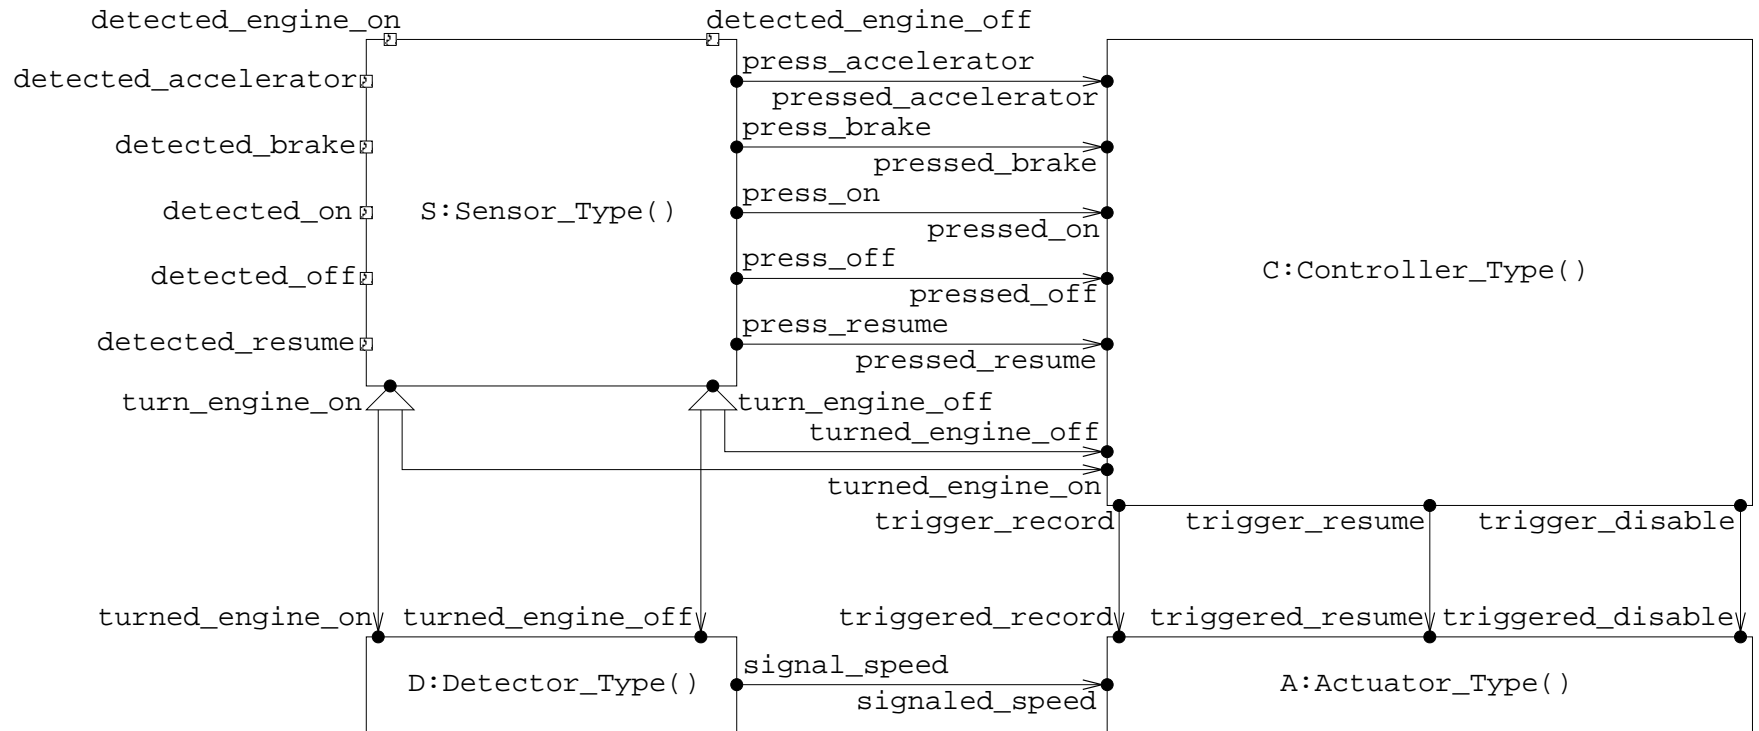 detected_engine_on
detected_engine_off
detected_accelerator
press_accelerator
pressed_accelerator
detected_brake
press_brake
pressed_brake
detected_on
S:Sensor_Type()
press_on
pressed_on
C:Controller_Type()
detected_off
press_off
pressed_off
detected_resume
press_resume
pressed_resume
turn_engine_on
turn_engine_off
turned_engine_off
turned_engine_on
trigger_record
trigger_resume
trigger_disable
turned_engine_on
turned_engine_off
triggered_record
triggered_resume
triggered_disable
D:Detector_Type()
signal_speed
signaled_speed
A:Actuator_Type()